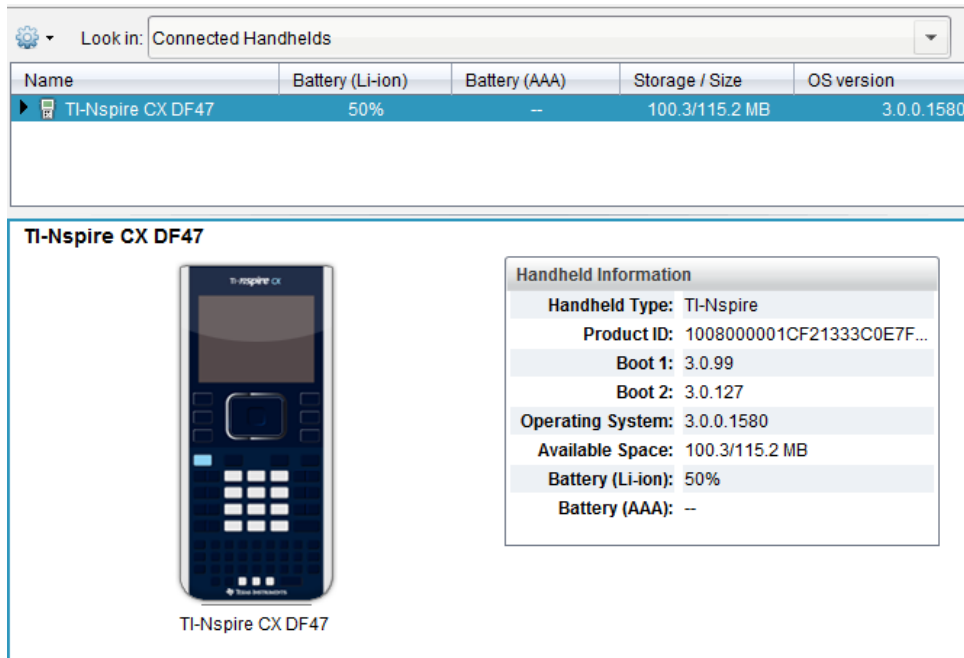 Look in: Connected Handhelds
Name Battery (Li-ion) Battery (AAA) Storage / Size OS version
TI-Nspire CX DF47 50% -- 100.3/115.2 MB 3.0.0.1580
TI-Nspire CX DF47
TI-nspire CX
Handheld Information
Handheld Type: TI-Nspire
Product ID: 1008000001CF21333C0E7F...
Boot 1: 3.0.99
Boot 2: 3.0.127
Operating System: 3.0.0.1580
Available Space: 100.3/115.2 MB
Battery (Li-ion): 50%
Battery (AAA): --
Texas Instruments
TI-Nspire CX DF47